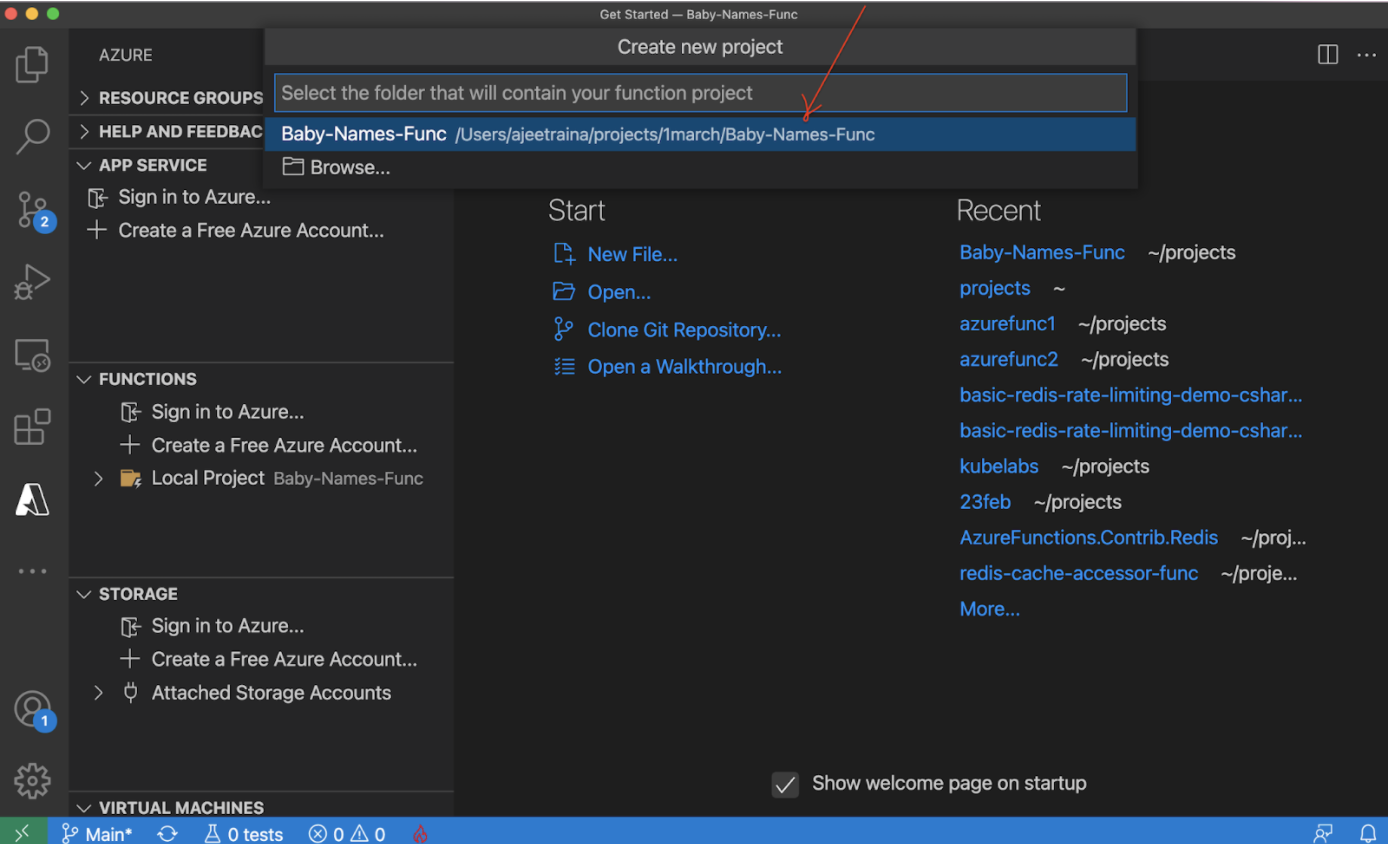 Get Started — Baby-Names-Func
AZURE
RESOURCE GROUPS
HELP AND FEEDBAC
APP SERVICE
Sign in to Azure...
Create a Free Azure Account...
FUNCTIONS
Sign in to Azure...
Create a Free Azure Account...
Local Project Baby-Names-Func
STORAGE
Sign in to Azure...
Create a Free Azure Account...
Attached Storage Accounts
VIRTUAL MACHINES
Create new project
Select the folder that will contain your function project
Baby-Names-Func /Users/ajeetraina/projects/1march/Baby-Names-Func
Browse...
Start
New File...
Open...
Clone Git Repository...
Open a Walkthrough...
Recent
Baby-Names-Func ~/projects
projects ~
azurefunc1 ~/projects
azurefunc2 ~/projects
basic-redis-rate-limiting-demo-cshar...
basic-redis-rate-limiting-demo-cshar...
kubelabs ~/projects
23feb ~/projects
AzureFunctions.Contrib.Redis ~/proj...
redis-cache-accessor-func ~/proje...
More...
Show welcome page on startup
2
1
Main* 0 tests 0 0